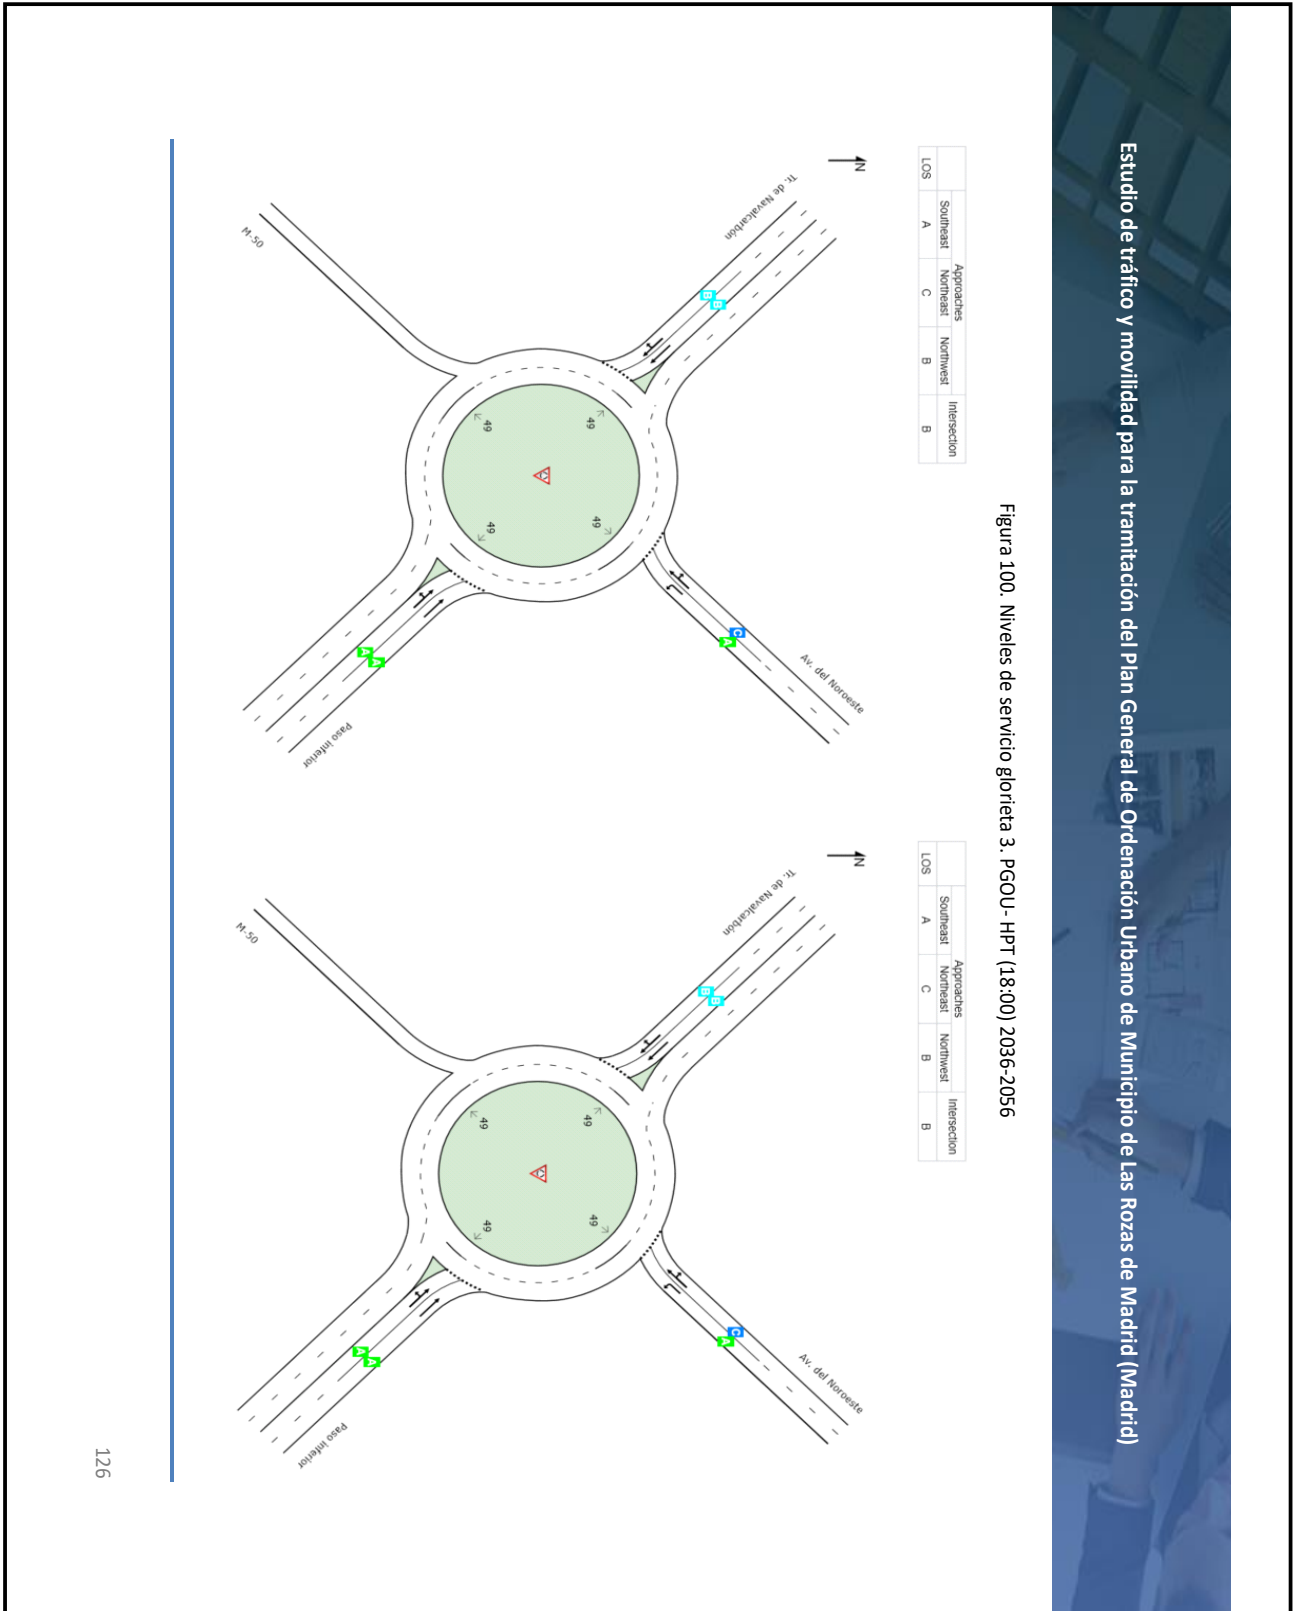 Estudio de tráfico y movilidad para la tramitación del Plan General de Ordenación Urbano de Municipio de Las Rozas de Madrid (Madrid)
Figura 100. Niveles de servicio glorieta 3. PGOU- HPT (18:00) 2036-2056
Approaches Intersection
Southeast Northeast Northwest
LOS A C B B
N
Tr. de Navalcarbón
Av. del Noroeste
B B
C A
49 49
49 49
A A
M-50
Paso inferior
Approaches Intersection
Southeast Northeast Northwest
LOS A C B B
N
Tr. de Navalcarbón
Av. del Noroeste
B B
C A
49 49
49 49
A A
M-50
Paso inferior
126